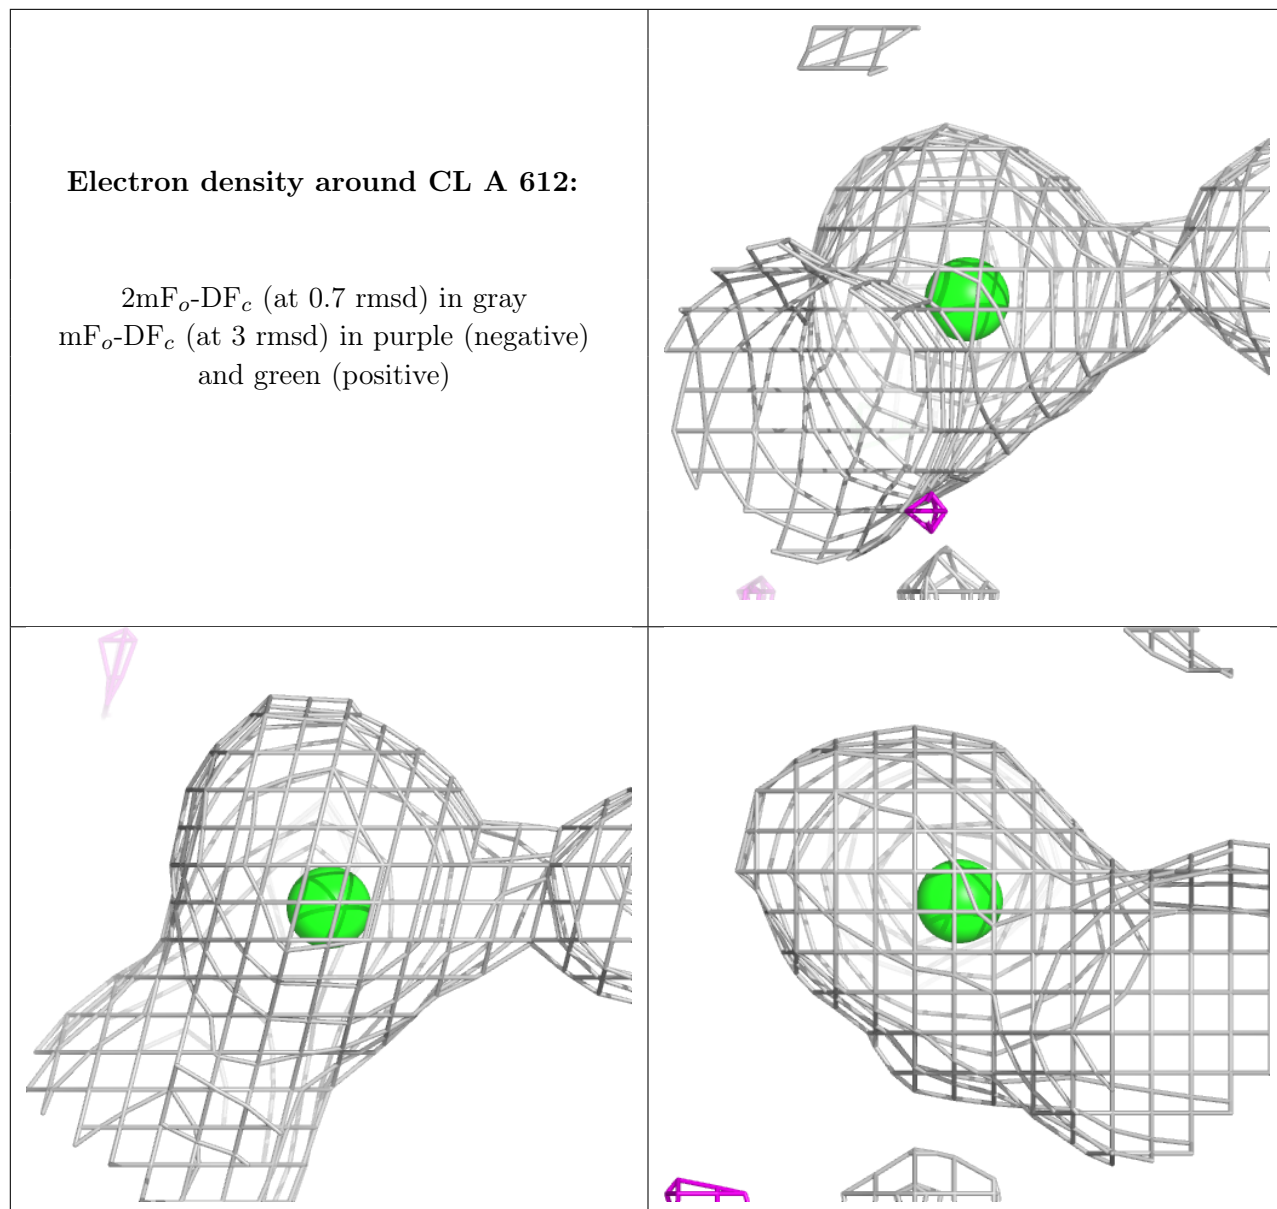 Electron density around CL A 612:
2mFo-DFc (at 0.7 rmsd) in gray
mFo-DFc (at 3 rmsd) in purple (negative)
and green (positive)